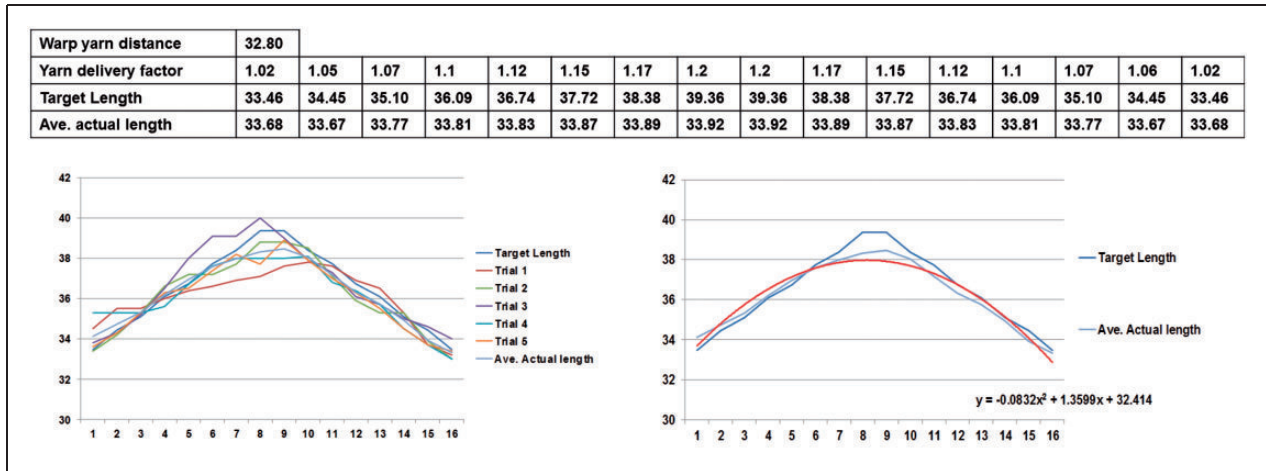 Warp yarn distance 32.80
Yarn delivery factor 1.02 1.05 1.07 1.1 1.12 1.15 1.17 1.2 1.2 1.17 1.15 1.12 1.1 1.07 1.06 1.02
Target Length 33.46 34.45 35.10 36.09 36.74 37.72 38.38 39.36 39.36 38.38 37.72 36.74 36.09 35.10 34.45 33.46
Ave. actual length 33.68 33.67 33.77 33.81 33.83 33.87 33.89 33.92 33.92 33.89 33.87 33.83 33.81 33.77 33.67 33.68
42
40
38
36
34
32
30
1 2 3 4 5 6 7 8 9 10 11 12 13 14 15 16
Target Length
Trial 1
Trial 2
Trial 3
Trial 4
Trial 5
Ave. Actual length
42
40
38
36
34
32
30
1 2 3 4 5 6 7 8 9 10 11 12 13 14 15 16
Target Length
Ave. Actual length
y = -0.0832x² + 1.3599x + 32.414